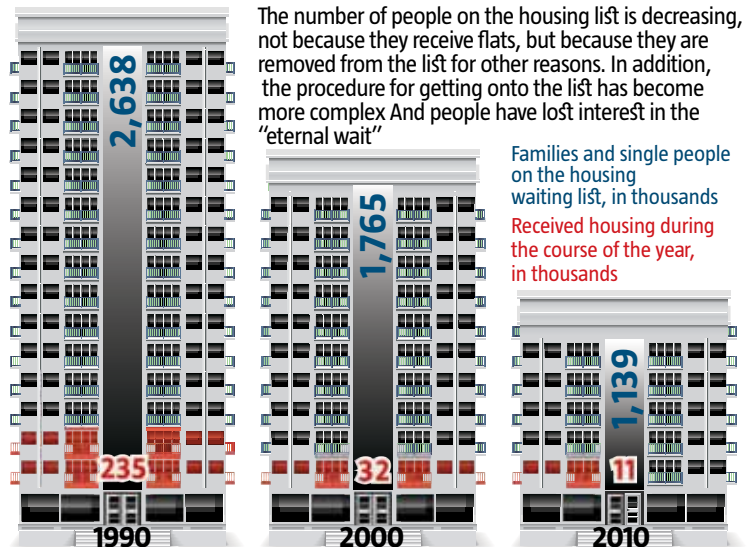 The number of people on the housing list is decreasing,
not because they receive flats, but because they are
removed from the list for other reasons. In addition,
the procedure for getting onto the list has become
more complex And people have lost interest in the
“eternal wait”
Families and single people
on the housing
waiting list, in thousands
Received housing during
the course of the year,
in thousands
2,638
235
1990
1,765
32
2000
1,139
11
2010